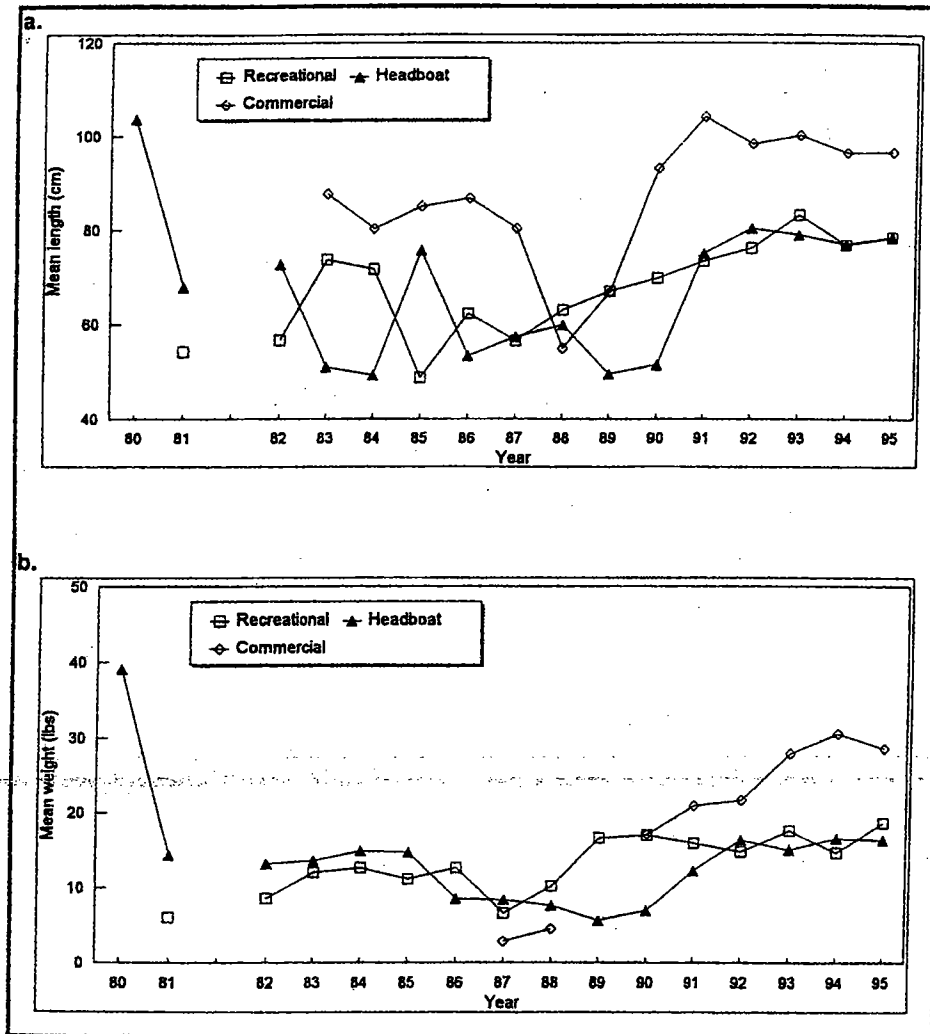 a.
120
100
80
60
40
Mean length (cm)
Recreational Headboat
Commercial
80 81 82 83 84 85 86 87 88 89 90 91 92 93 94 95
Year
b.
50
40
30
20
10
0
Mean weight (lbs)
Recreational Headboat
Commercial
80 81 82 83 84 85 86 87 88 89 90 91 92 93 94 95
Year